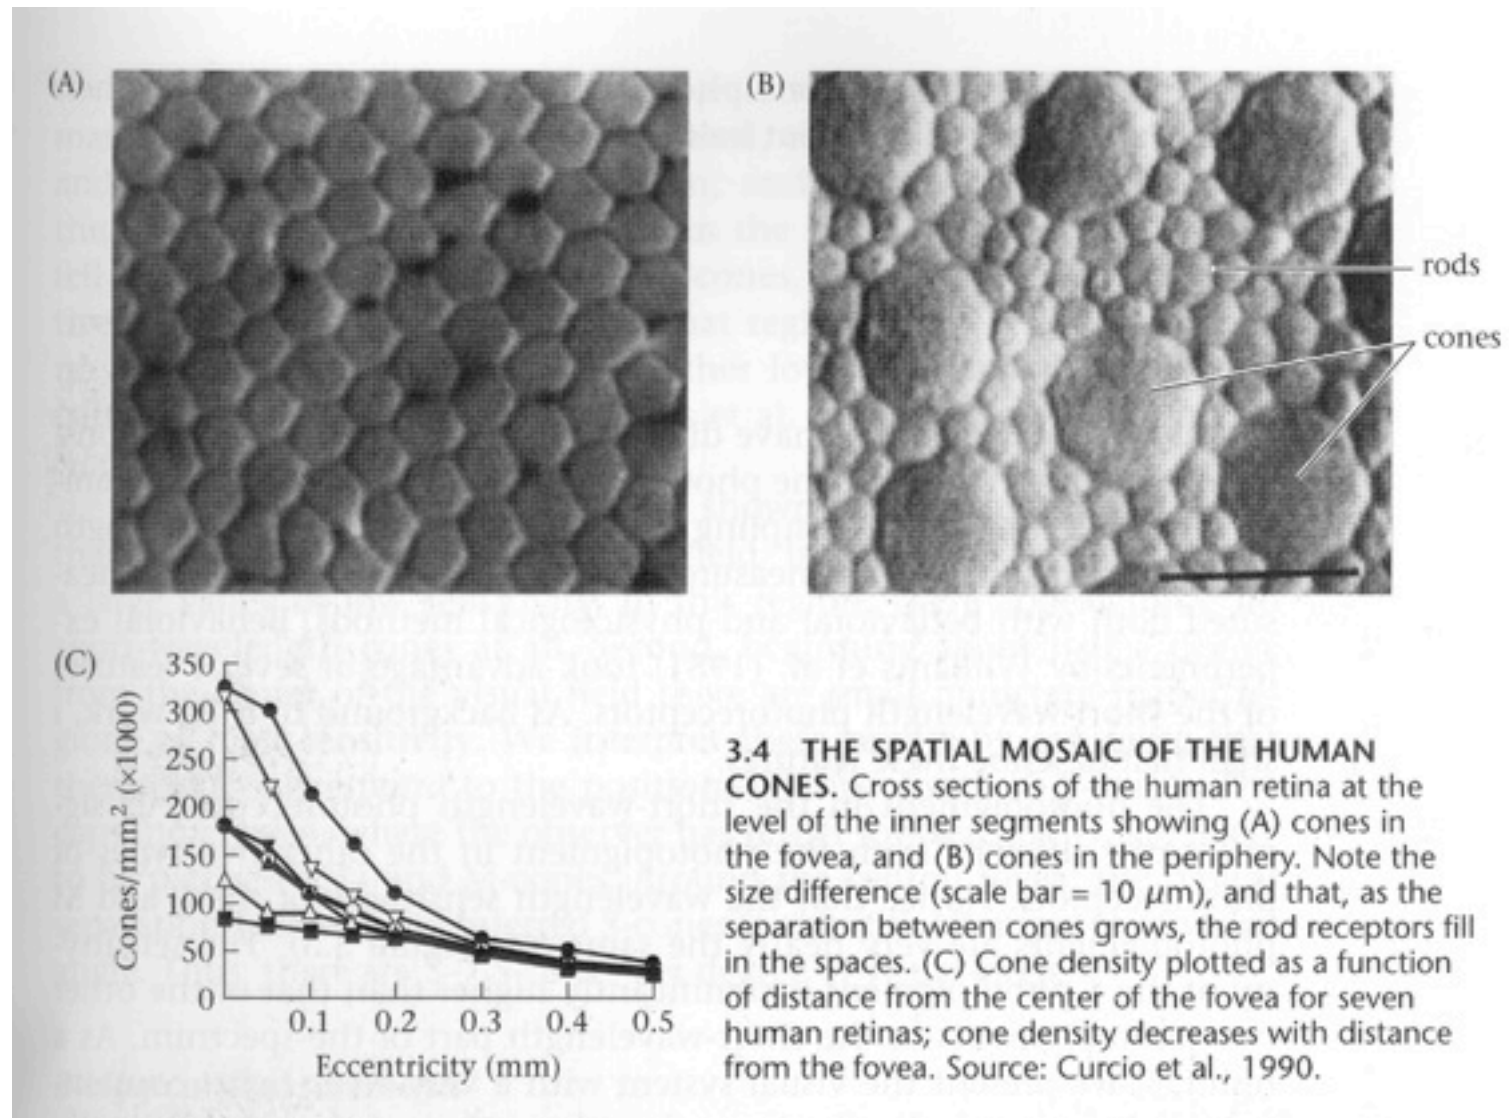 (A)
(B)
rods
cones
(C)
350
300
250
200
150
100
50
0
Cones/mm² (×1000)
0.1 0.2 0.3 0.4 0.5
Eccentricity (mm)
3.4 THE SPATIAL MOSAIC OF THE HUMAN
CONES. Cross sections of the human retina at the
level of the inner segments showing (A) cones in
the fovea, and (B) cones in the periphery. Note the
size difference (scale bar = 10 μm), and that, as the
separation between cones grows, the rod receptors fill
in the spaces. (C) Cone density plotted as a function
of distance from the center of the fovea for seven
human retinas; cone density decreases with distance
from the fovea. Source: Curcio et al., 1990.